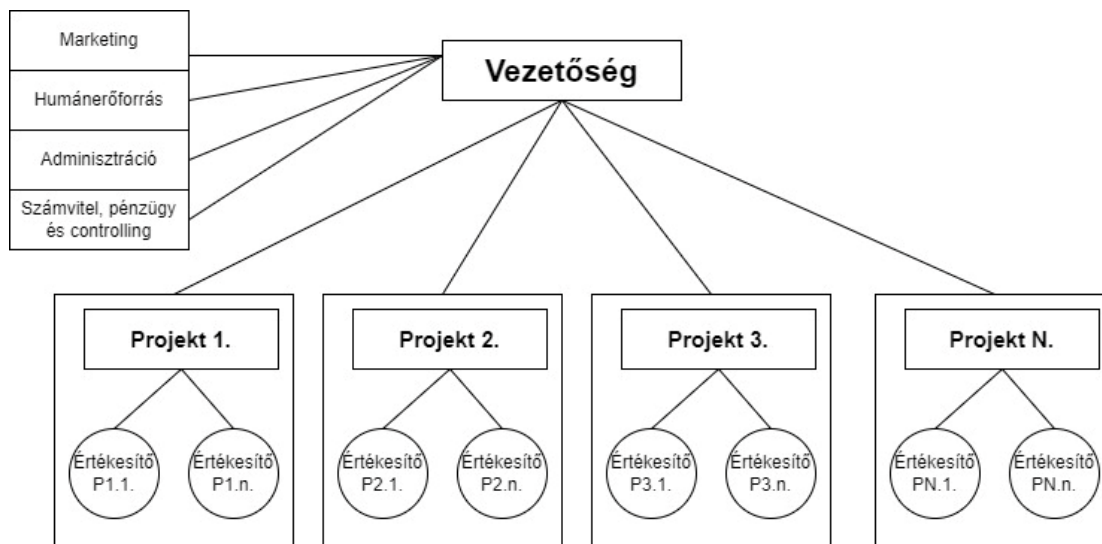 Marketing
Humánerőforrás
Adminisztráció
Számvitel, pénzügy
és controlling
Vezetőség
Projekt 1.
Projekt 2.
Projekt 3.
Projekt N.
Értékesítő
P1.1.
Értékesítő
P1.n.
Értékesítő
P2.1.
Értékesítő
P2.n.
Értékesítő
P3.1.
Értékesítő
P3.n.
Értékesítő
PN.1.
Értékesítő
PN.n.